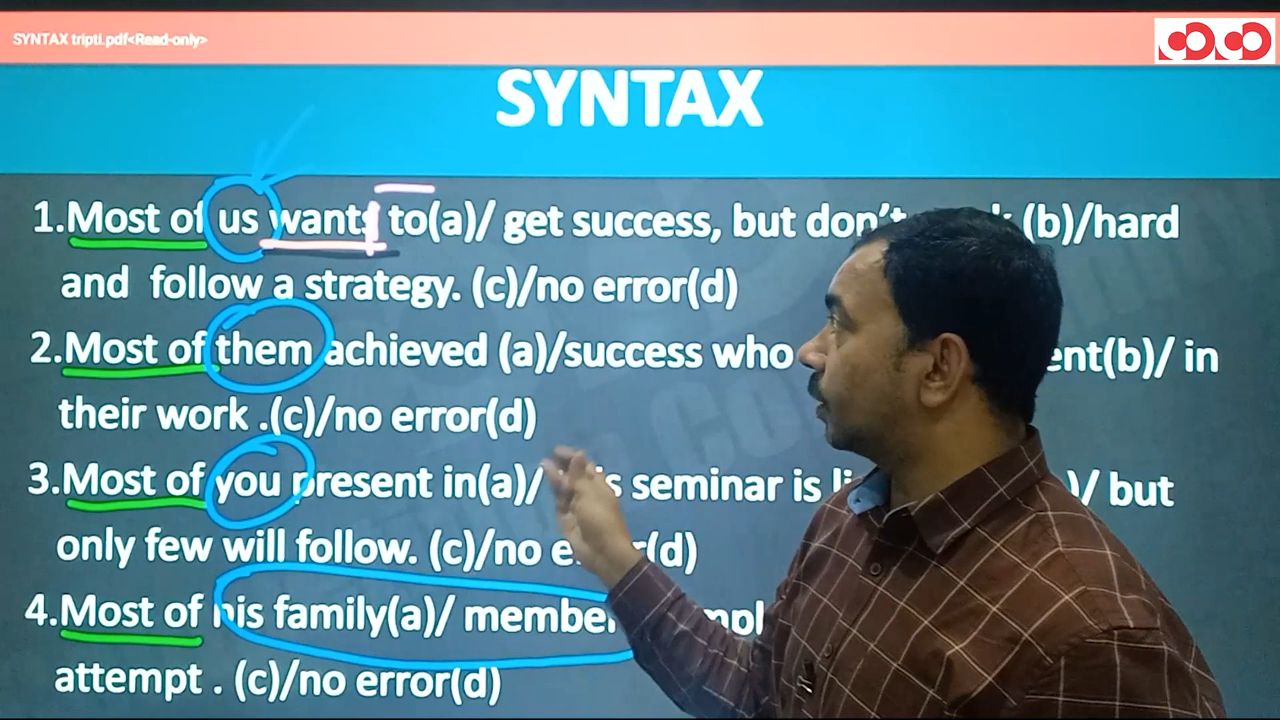 SYNTAX tripti.pdf<Read-only>
SYNTAX
1.Most of us wants to(a)/ get success, but don't (b)/hard
and follow a strategy. (c)/no error(d)
2.Most of them achieved (a)/success who (b)/ in
their work .(c)/no error(d)
3.Most of you present in(a)/ seminar is / but
only few will follow. (c)/no error(d)
4.Most of his family(a)/ member
attempt . (c)/no error(d)